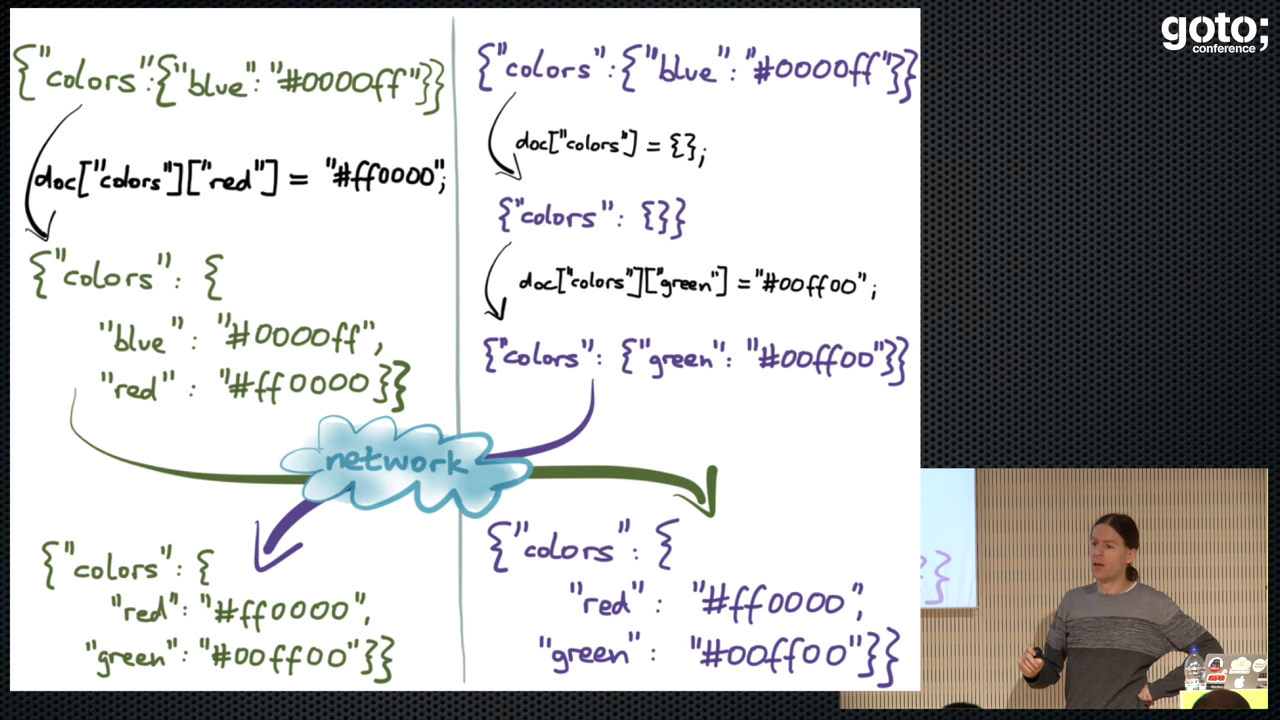 {"colors":{"blue":"#0000ff"}}
doc["colors"]["red"] = "#ff0000";
{"colors": {
"blue": "#0000ff",
"red": "#ff0000}}
{"colors":{"blue":"#0000ff"}}
doc["colors"] = {};
{"colors": {}}
doc["colors"]["green"] = "#00ff00";
{"colors": {"green": "#00ff00"}}
network
{"colors": {
"red": "#ff0000",
"green": "#00ff00"}}
{"colors": {
"red": "#ff0000",
"green": "#00ff00"}}
goto;
conference